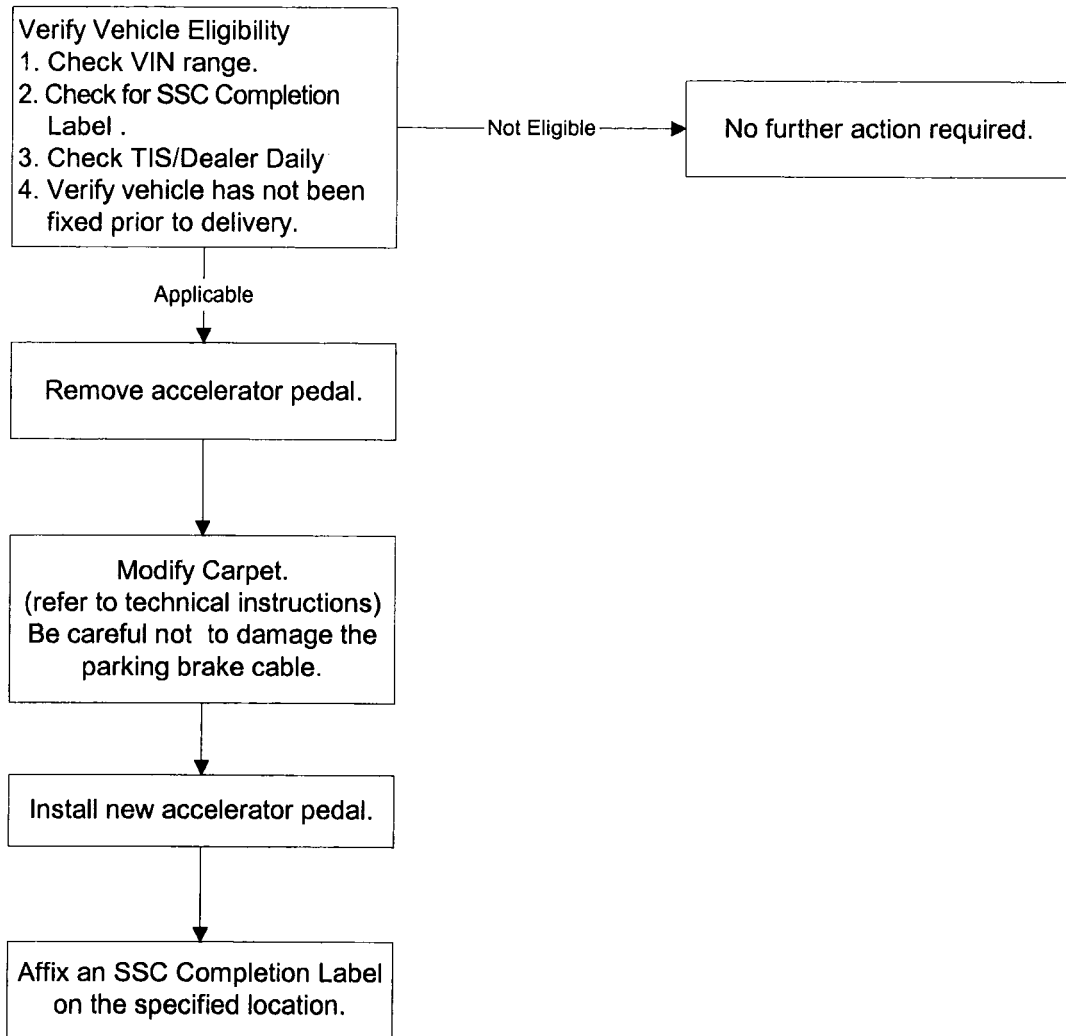 Verify Vehicle Eligibility
1. Check VIN range.
2. Check for SSC Completion
Label .
3. Check TIS/Dealer Daily
4. Verify vehicle has not been
fixed prior to delivery.
Not Eligible
No further action required.
Applicable
Remove accelerator pedal.
Modify Carpet.
(refer to technical instructions)
Be careful not to damage the
parking brake cable.
Install new accelerator pedal.
Affix an SSC Completion Label
on the specified location.